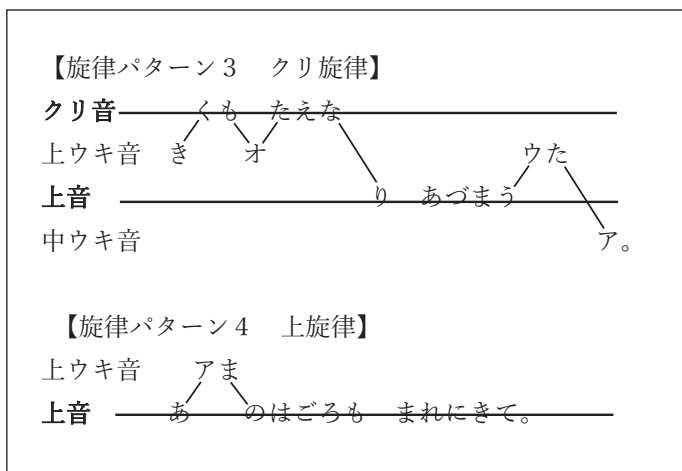 【旋律パターン３　クリ旋律】
クリ音　くも　たえな
上ウキ音　き　オ　ウた
上音　り　あづまう
中ウキ音　ア。
【旋律パターン４　上旋律】
上ウキ音　アま
上音　あ　のはごろも　まれにきて。